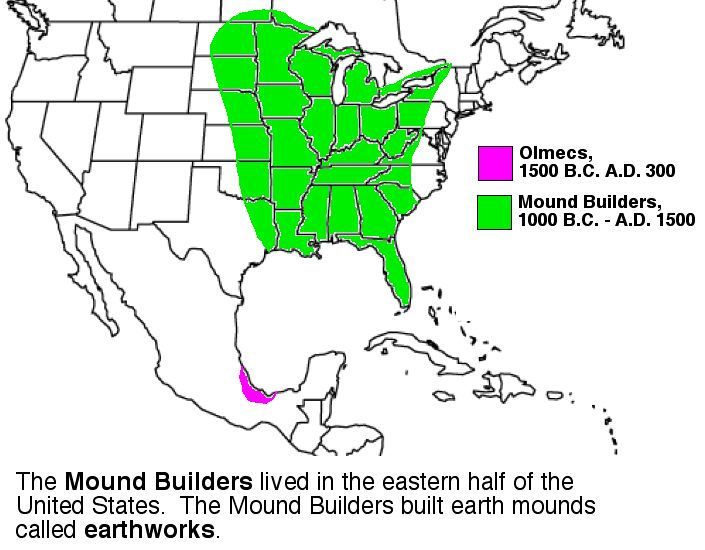 Olmecs,
1500 B.C. A.D. 300
Mound Builders,
1000 B.C. - A.D. 1500
The Mound Builders lived in the eastern half of the
United States. The Mound Builders built earth mounds
called earthworks.